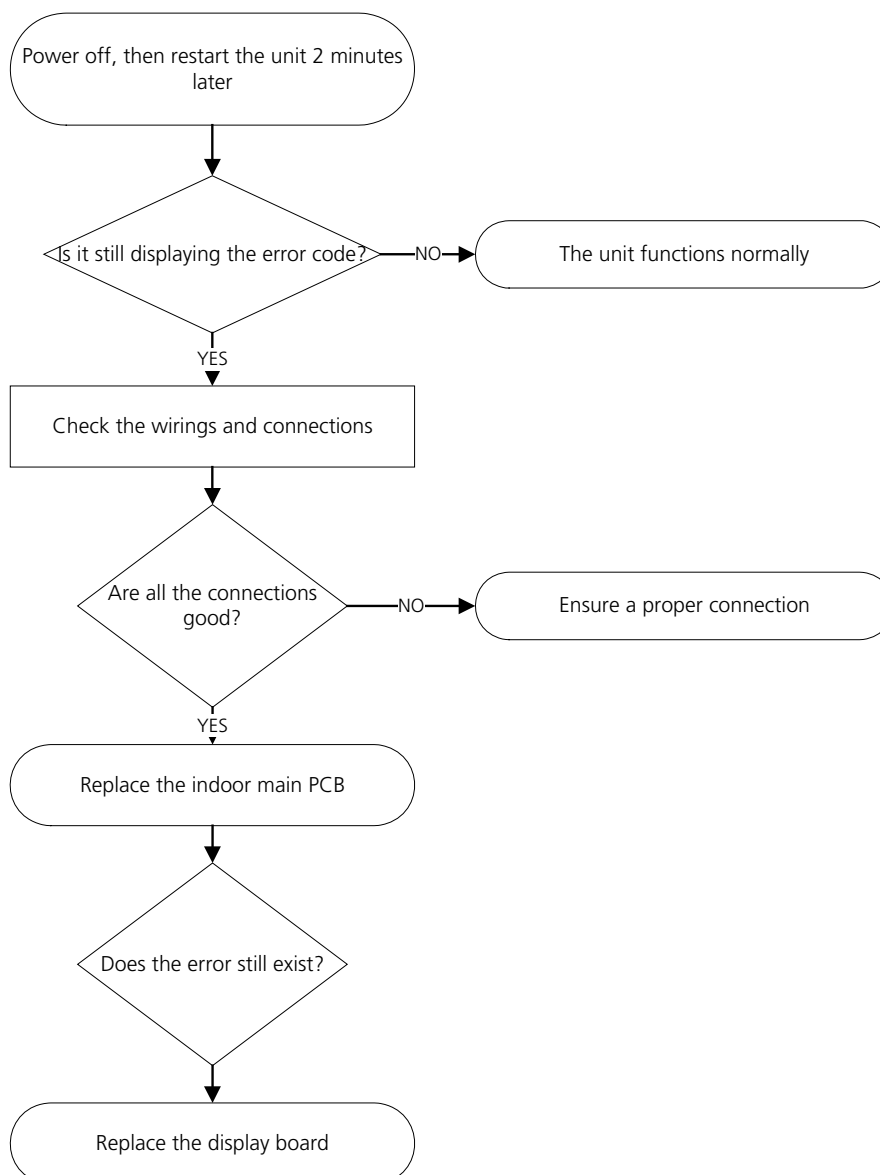 Power off, then restart the unit 2 minutes
later
Is it still displaying the error code?
NO
The unit functions normally
YES
Check the wirings and connections
Are all the connections
good?
NO
Ensure a proper connection
YES
Replace the indoor main PCB
Does the error still exist?
Replace the display board